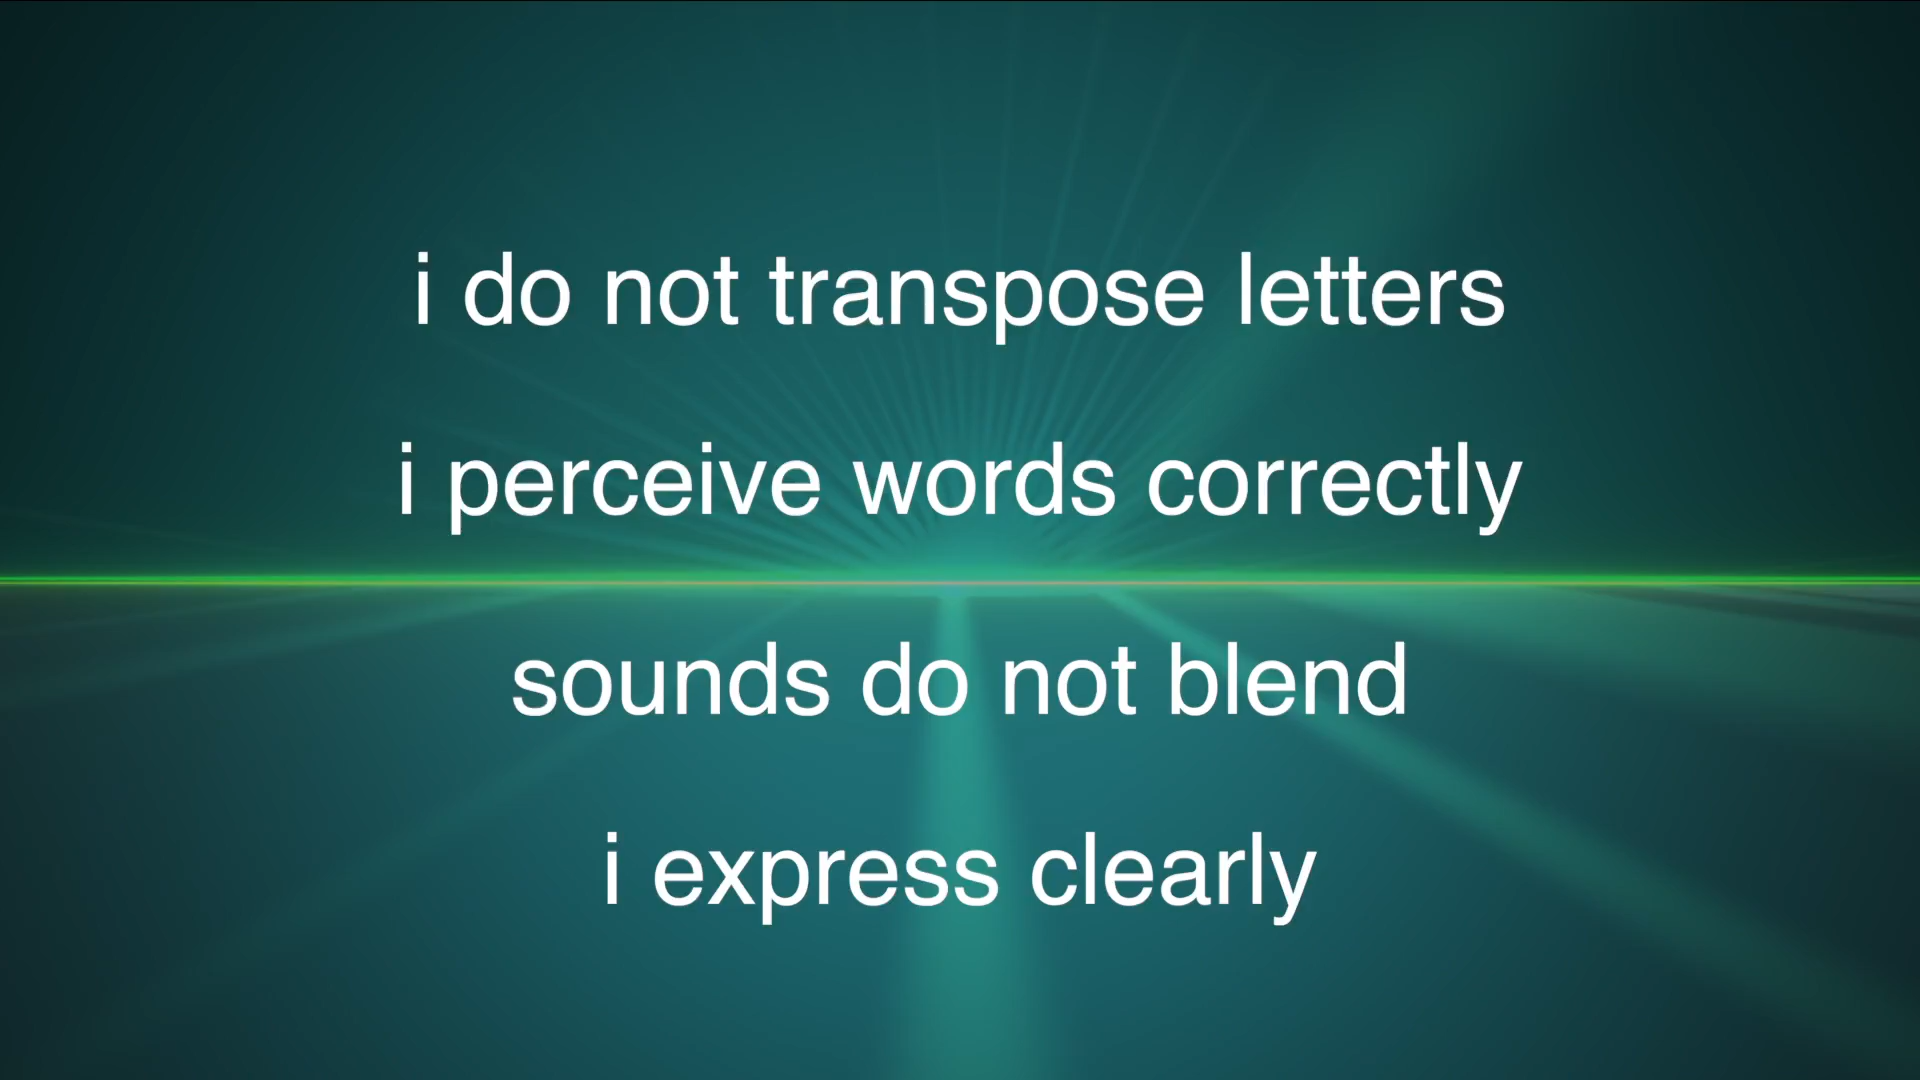 i do not transpose letters
i perceive words correctly
sounds do not blend
i express clearly